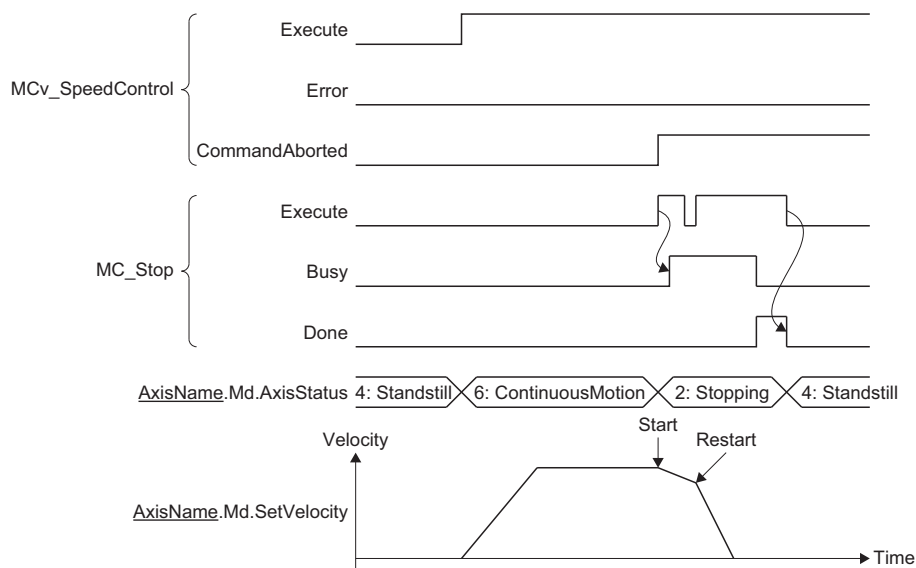 Execute
MCv_SpeedControl
Error
CommandAborted
Execute
MC_Stop
Busy
Done
AxisName.Md.AxisStatus 4: Standstill 6: ContinuousMotion 2: Stopping 4: Standstill
Start
Velocity
Restart
AxisName.Md.SetVelocity
Time